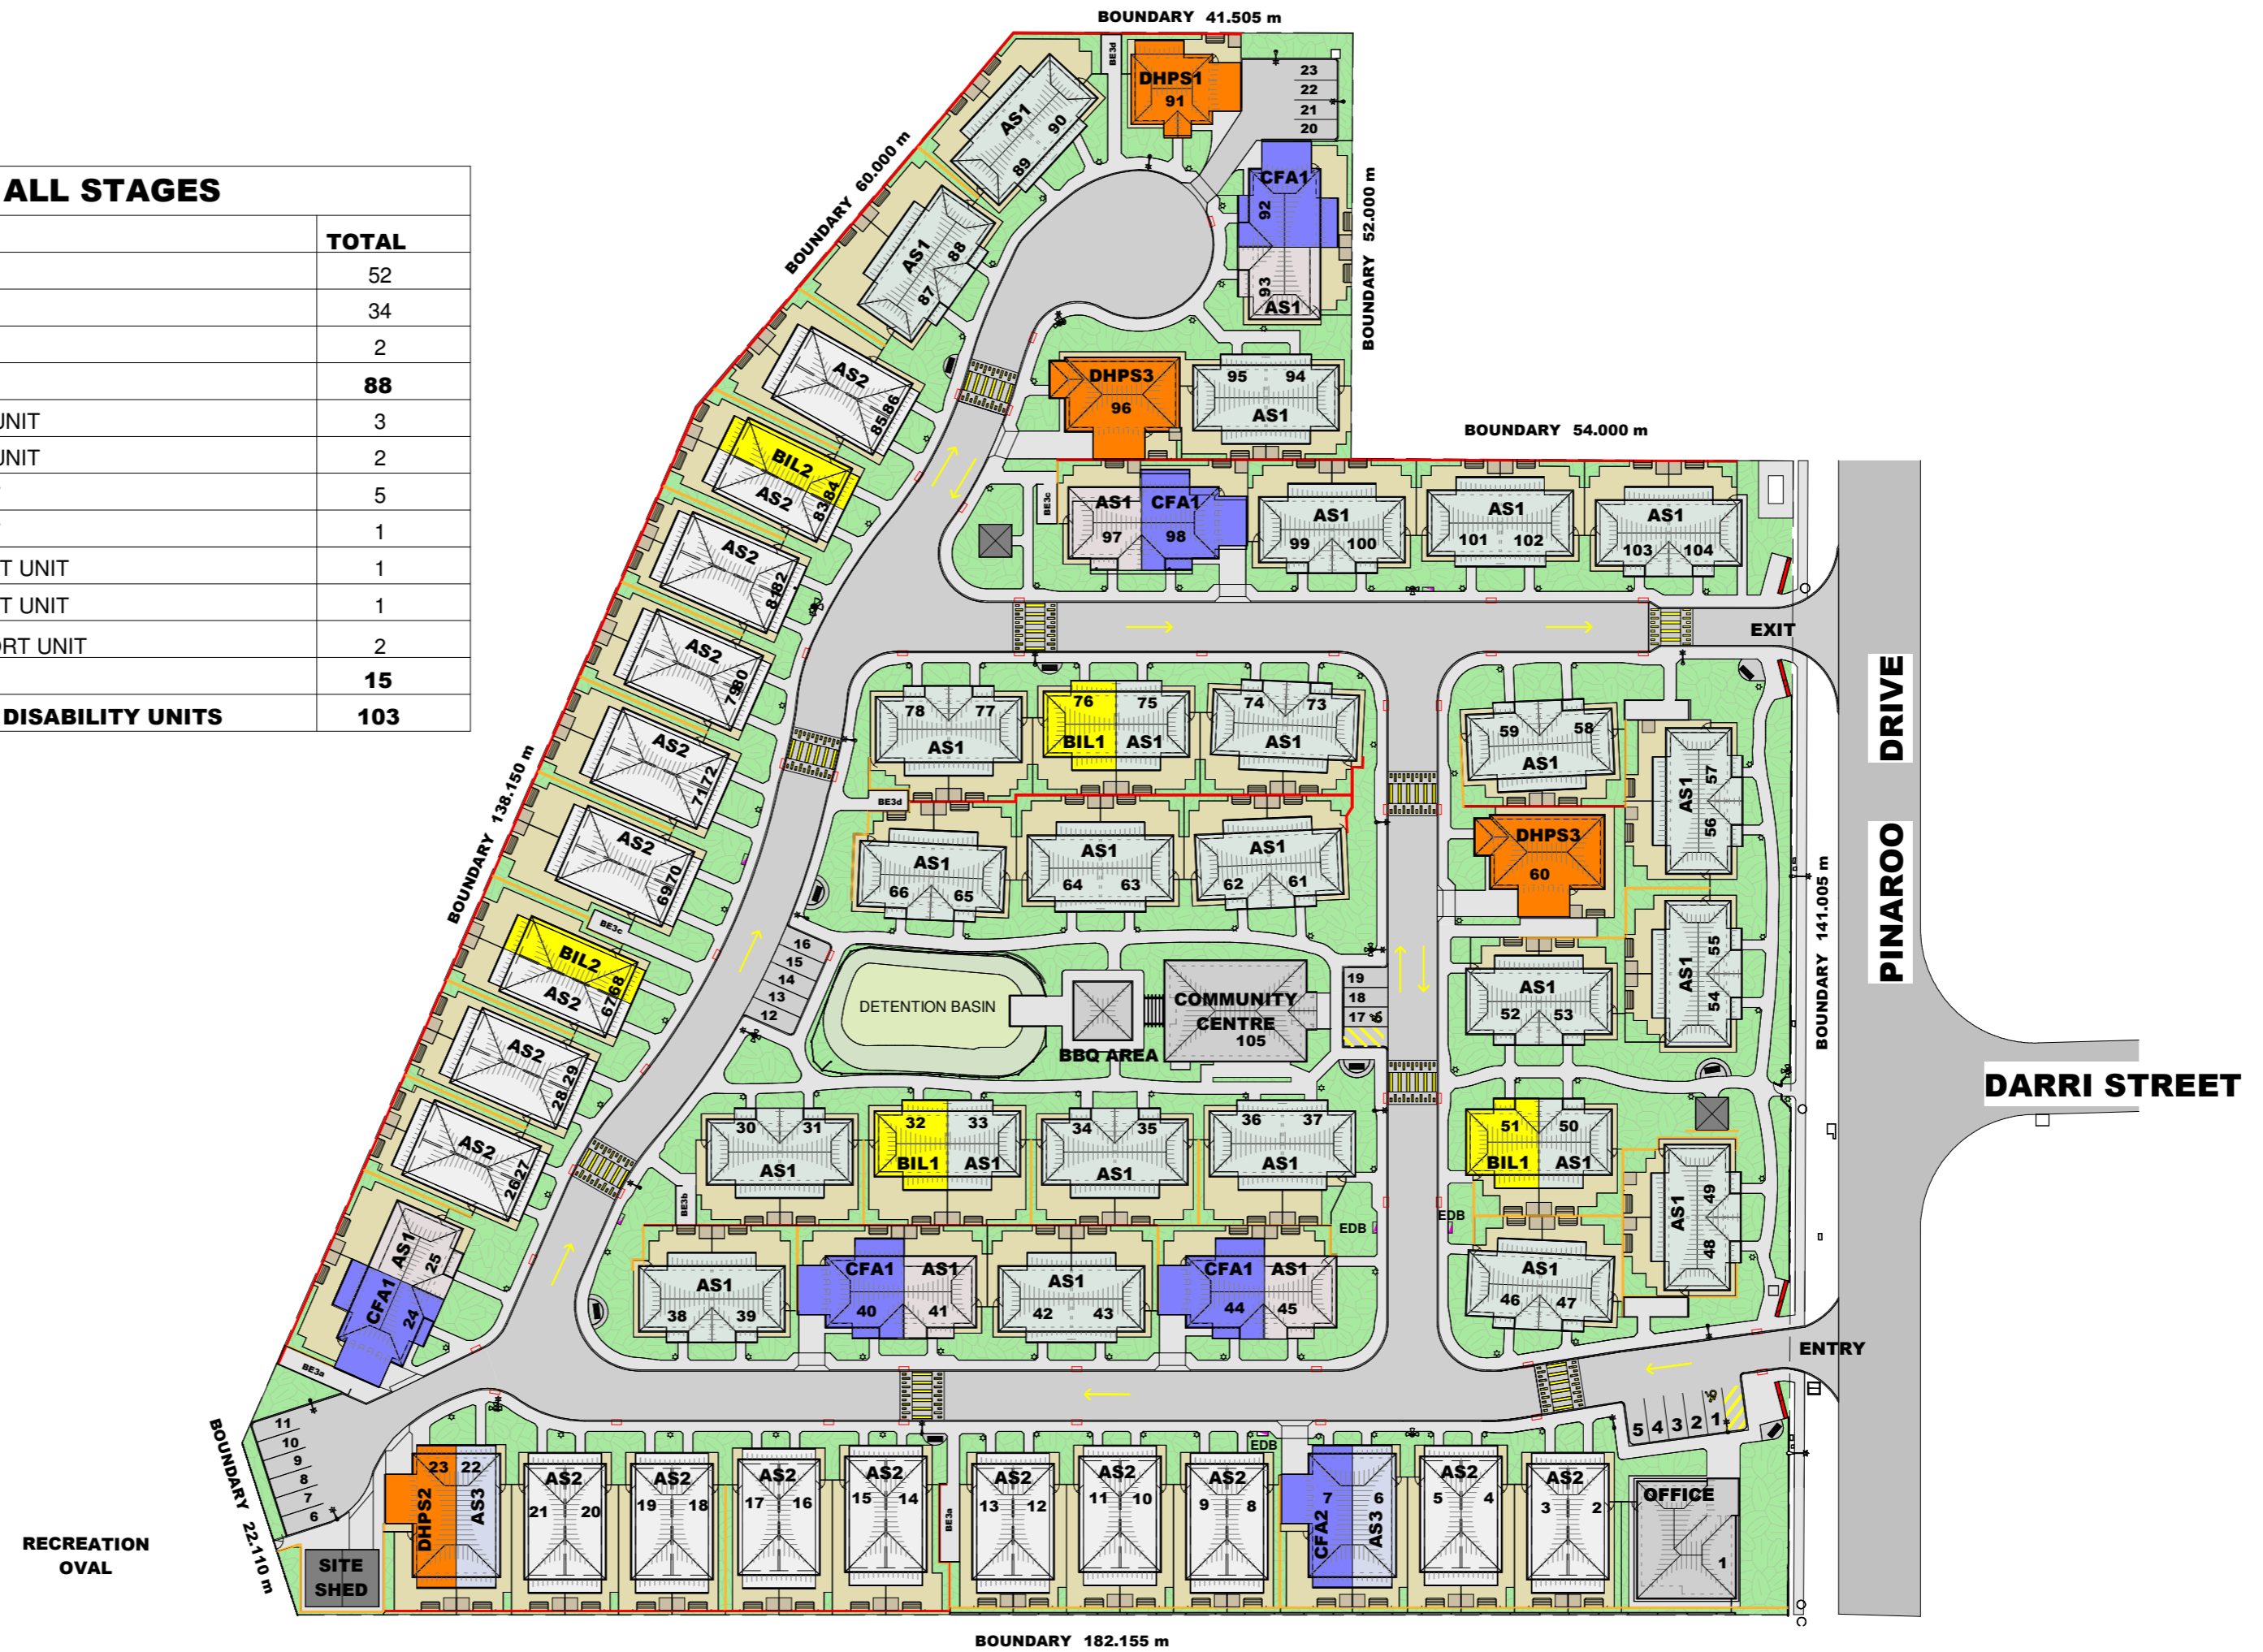 BOUNDARY 41.505 m
BE3d
DHPS1
91
23
22
21
20
AS1
90
89
BOUNDARY 60.000 m
CFA1
92
93
AS1
BOUNDARY 52.000 m
AS1
88
87
ALL STAGES
TOTAL
52
34
2
88
UNIT 3
UNIT 2
5
1
T UNIT 1
T UNIT 1
ORT UNIT 2
15
DISABILITY UNITS 103
AS2
85 86
DHPS3
96
95 94
AS1
BOUNDARY 54.000 m
BIL2
AS2
83 84
BE3c
AS1 CFA1
97 98
AS1
99 100
AS1
101 102
AS1
103 104
AS2
81 82
EXIT
AS2
79 80
78 77
AS1
76 75
BIL1 AS1
74 73
AS1
59 58
AS1
AS1
56 57
PINAROO DRIVE
AS2
71 72
BOUNDARY 138.150 m
BE3d
AS2
69 70
AS1
66 65
AS1
64 63
AS1
62 61
DHPS3
60
BOUNDARY 141.005 m
BE3c
BIL2
AS2
67 68
16
15
14
13
12
DETENTION BASIN
BBQ AREA
COMMUNITY
CENTRE
105
19
18
17
AS1
52 53
AS1
54 55
DARRI STREET
AS2
28 29
AS2
26 27
30 31
AS1
32 33
BIL1 AS1
34 35
AS1
36 37
AS1
51 50
BIL1 AS1
AS1
48 49
BE3b
EDB
EDB
AS1
25
CFA1
24
BE3a
AS1
38 39
CFA1 AS1
40 41
AS1
42 43
CFA1 AS1
44 45
AS1
46 47
ENTRY
11
10
9
8
7
6
BOUNDARY 22.110 m
5 4 3 2 1
EDB
23 22
DHPS2 AS3
AS2
21 20
AS2
19 18
AS2
17 16
AS2
15 14
BE3a
AS2
13 12
AS2
11 10
AS2
9 8
7 6
CFA2 AS3
AS2
5 4
AS2
3 2
OFFICE
1
RECREATION
OVAL
SITE
SHED
BOUNDARY 182.155 m